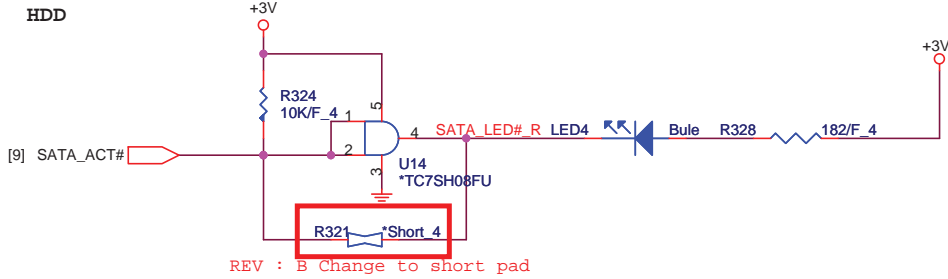 HDD
+3V
+3V
R324
10K/F_4
1
5
4
2
3
SATA_LED#_R LED4 Bule R328 182/F_4
[9] SATA_ACT#
U14
*TC7SH08FU
R321 *Short_4
REV : B Change to short pad